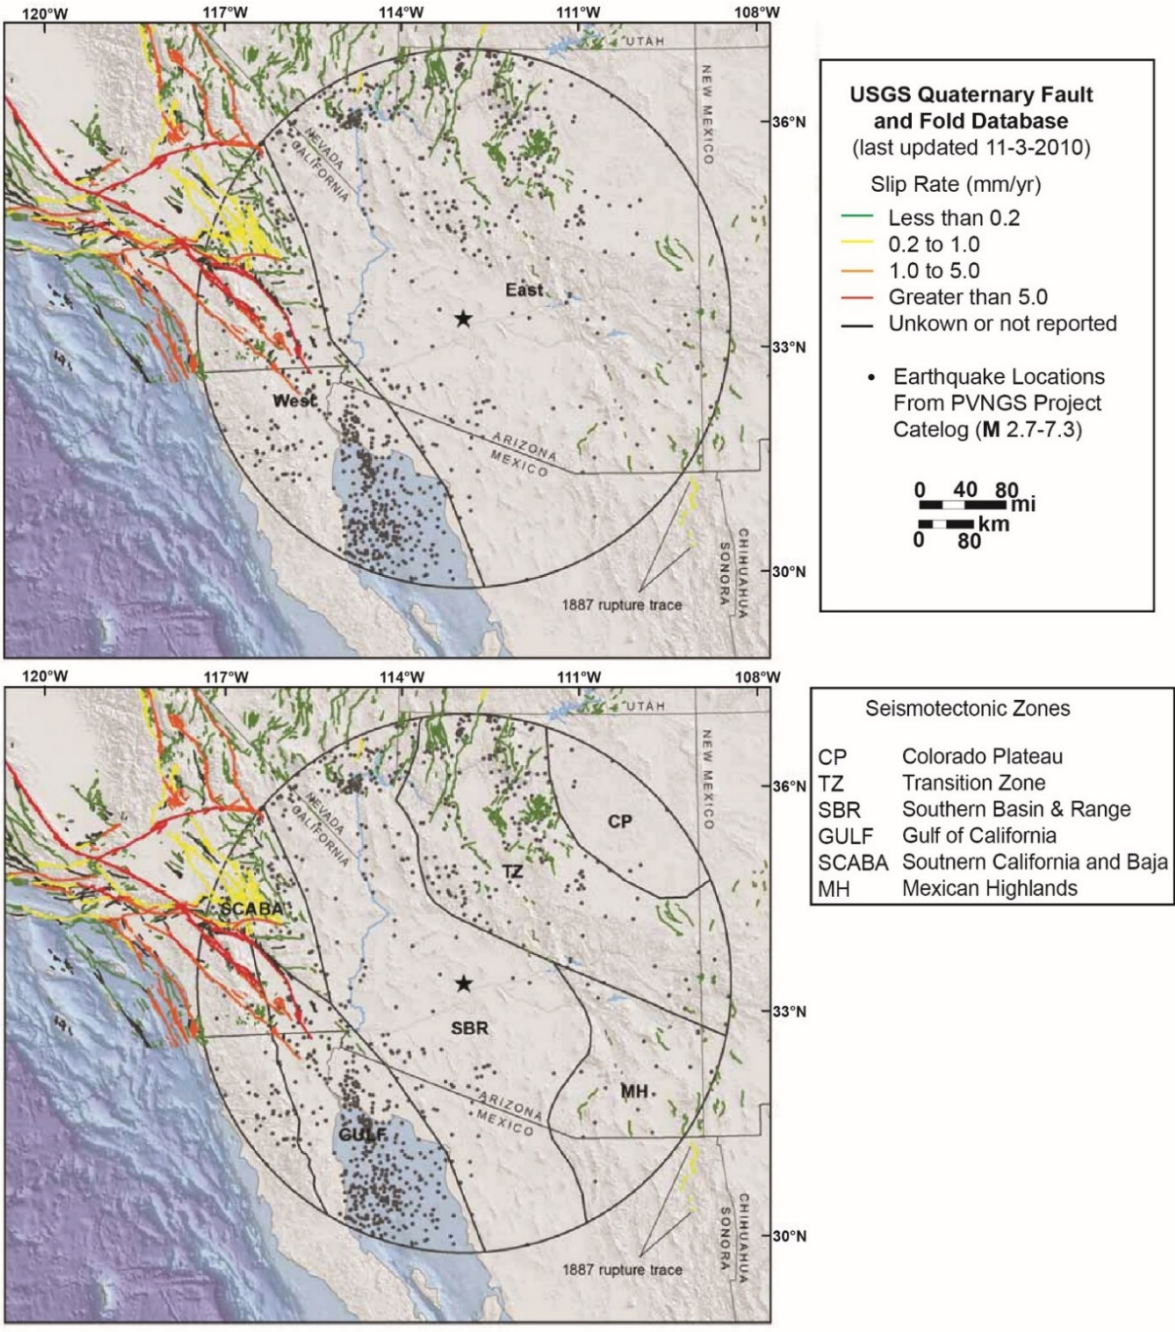 120°W 117°W 114°W 111°W 108°W
UTAH
NEW MEXICO
36°N
NEVADA
CALIFORNIA
East
33°N
West
ARIZONA
MEXICO
CHIHUAHUA
SONORA
30°N
1887 rupture trace
USGS Quaternary Fault
and Fold Database
(last updated 11-3-2010)
Slip Rate (mm/yr)
Less than 0.2
0.2 to 1.0
1.0 to 5.0
Greater than 5.0
Unkown or not reported
• Earthquake Locations
From PVNGS Project
Catelog (M 2.7-7.3)
0 40 80
mi
km
0 80
120°W 117°W 114°W 111°W 108°W
UTAH
NEW MEXICO
36°N
NEVADA
CALIFORNIA
CP
TZ
SCABA
33°N
SBR
MH
ARIZONA
MEXICO
GULF
CHIHUAHUA
SONORA
30°N
1887 rupture trace
Seismotectonic Zones
CP Colorado Plateau
TZ Transition Zone
SBR Southern Basin & Range
GULF Gulf of California
SCABA Soutnern California and Baja
MH Mexican Highlands